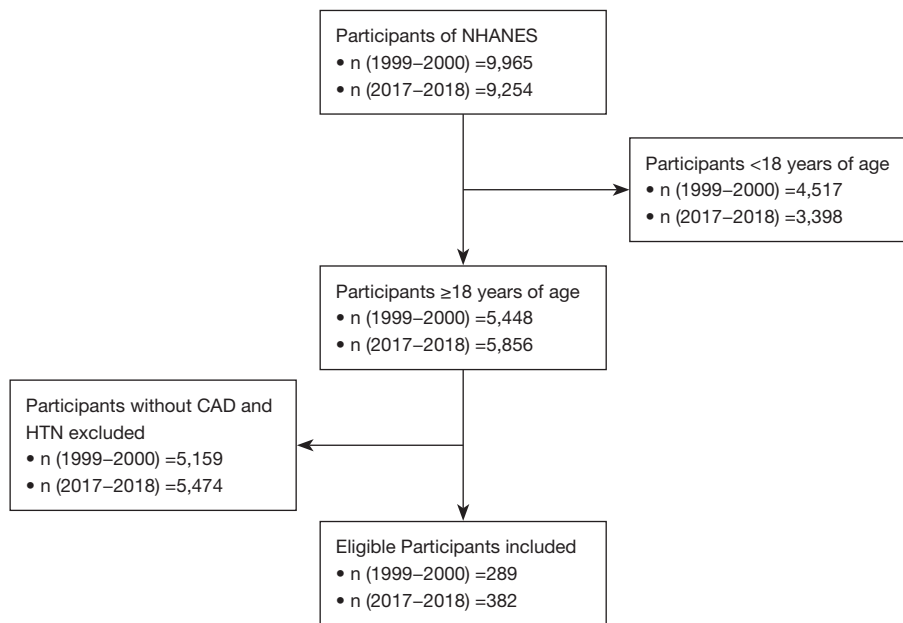 Participants of NHANES
• n (1999–2000) =9,965
• n (2017–2018) =9,254
Participants <18 years of age
• n (1999–2000) =4,517
• n (2017–2018) =3,398
Participants ≥18 years of age
• n (1999–2000) =5,448
• n (2017–2018) =5,856
Participants without CAD and
HTN excluded
• n (1999–2000) =5,159
• n (2017–2018) =5,474
Eligible Participants included
• n (1999–2000) =289
• n (2017–2018) =382